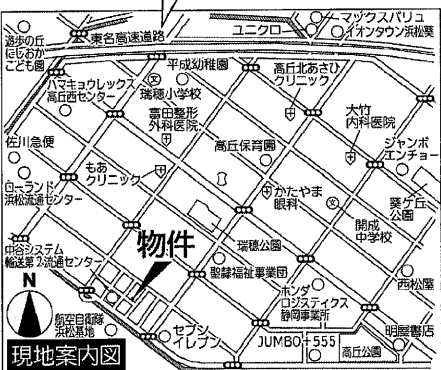 マックスバリュ
ユニクロ
イオンタウン浜松葵
東名高速道路
遊歩の丘
にしおか
こども園
平成幼稚園
高丘北あさひ
クリニック
ハマキョウレックス
高丘西センター
瑞穂小学校
富田整形
外科医院
大竹
内科医院
佐川急便
高丘保育園
ジャンボ
エンチョー
もあ
クリニック
ローランド
浜松流通センター
かたやま
眼科
葵ケ丘
公園
開成
中学校
物件
瑞穂公園
中谷システム
輸送第2流通センター
聖隷福祉事業団
西松屋
N
ホンダ
ロジスティクス
静岡事業所
航空自衛隊
浜松基地
セブン
イレブン
JUMBO+555
明屋書店
高丘公園
現地案内図